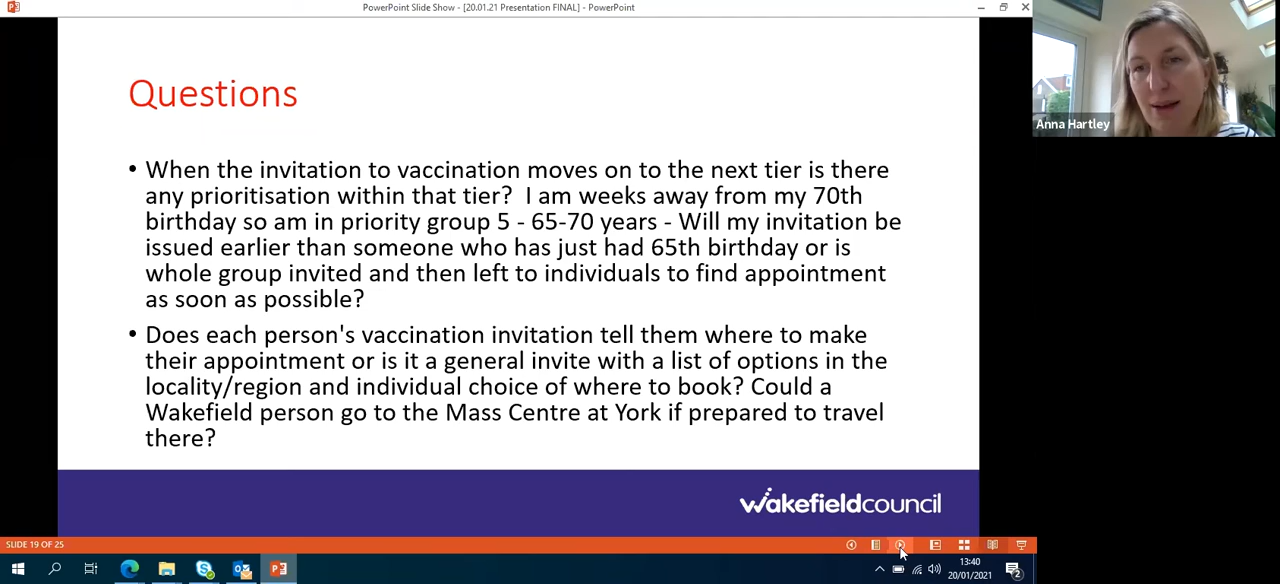 PowerPoint Slide Show - [20.01.21 Presentation FINAL] - PowerPoint
Questions
• When the invitation to vaccination moves on to the next tier is there
any prioritisation within that tier?  I am weeks away from my 70th
birthday so am in priority group 5 - 65-70 years - Will my invitation be
issued earlier than someone who has just had 65th birthday or is
whole group invited and then left to individuals to find appointment
as soon as possible?
• Does each person's vaccination invitation tell them where to make
their appointment or is it a general invite with a list of options in the
locality/region and individual choice of where to book? Could a
Wakefield person go to the Mass Centre at York if prepared to travel
there?
wakefieldcouncil
Anna Hartley
SLIDE 19 OF 25
13:40
20/01/2021
2